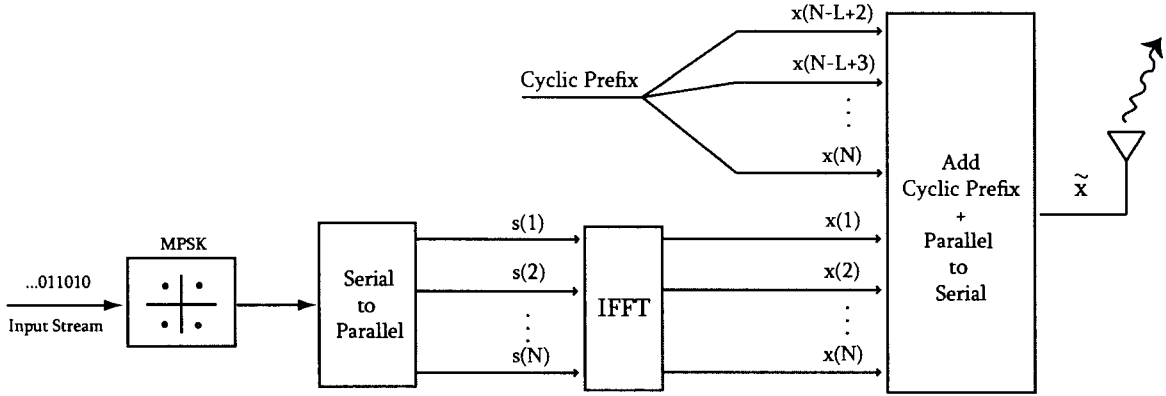 x(N-L+2)
x(N-L+3)
Cyclic Prefix
x(N)
Add
Cyclic Prefix
+
Parallel
to
Serial
x̃
MPSK
...011010
Input Stream
Serial
to
Parallel
s(1)
s(2)
s(N)
IFFT
x(1)
x(2)
x(N)